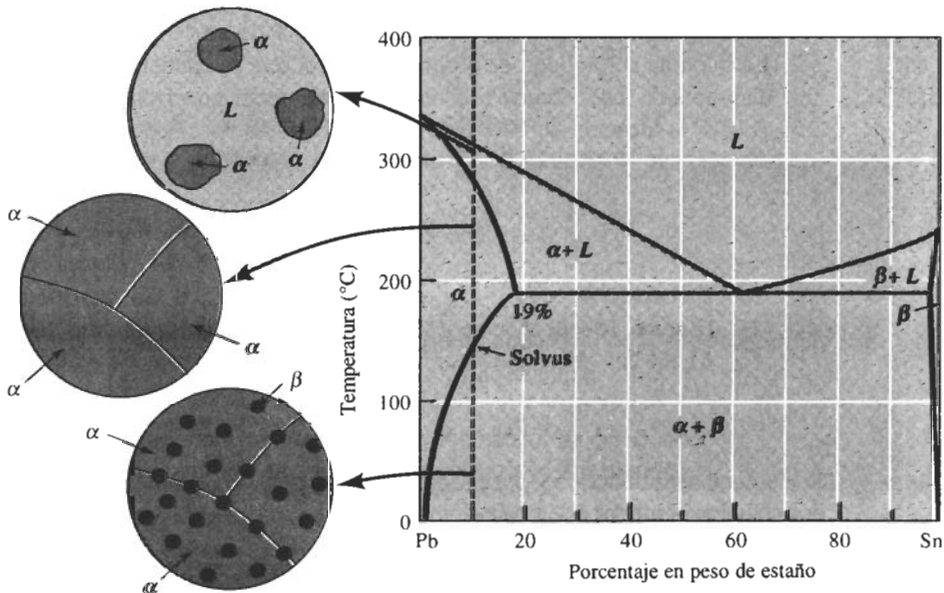 α
L
α
α
α
α
α
β
α
α
400
300
200
100
0
Temperatura (°C)
L
α + L
β + L
α
19%
β
Solvus
α + β
Pb
20
40
60
80
Sn
Porcentaje en peso de estaño